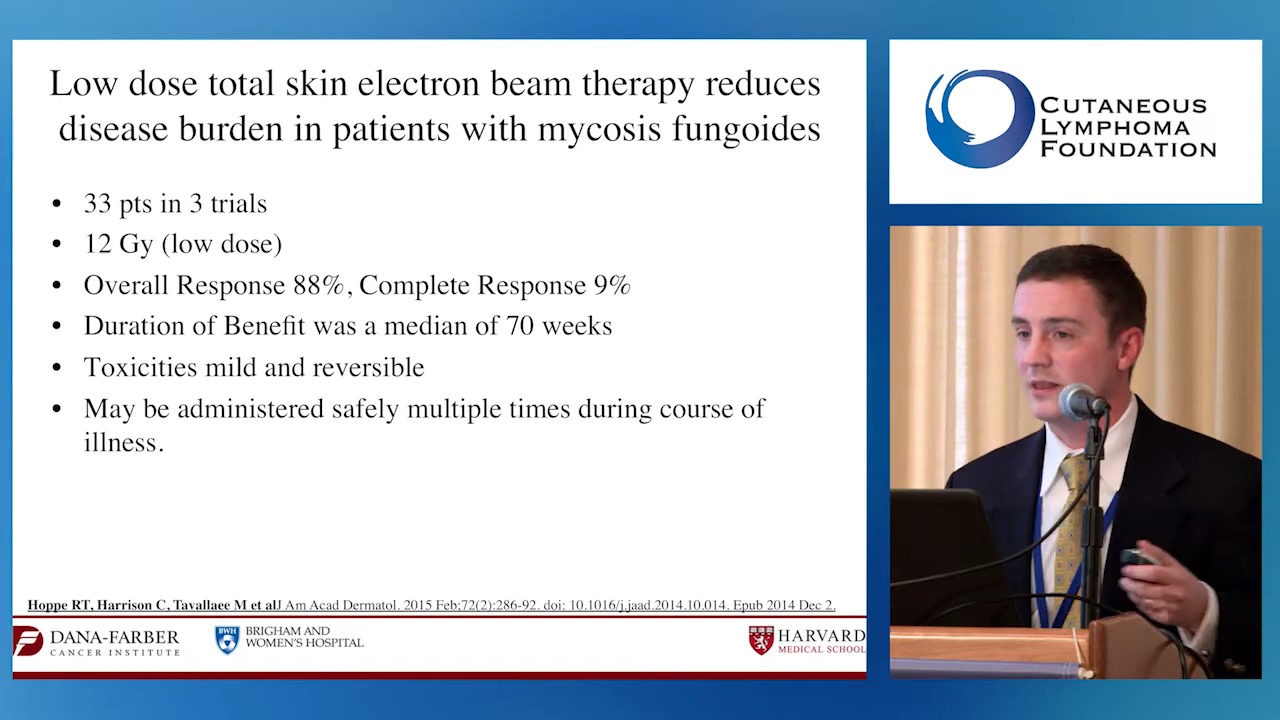 Low dose total skin electron beam therapy reduces
disease burden in patients with mycosis fungoides
• 33 pts in 3 trials
• 12 Gy (low dose)
• Overall Response 88%, Complete Response 9%
• Duration of Benefit was a median of 70 weeks
• Toxicities mild and reversible
• May be administered safely multiple times during course of
illness.
Hoppe RT, Harrison C, Tavallaee M et alJ Am Acad Dermatol. 2015 Feb;72(2):286-92. doi: 10.1016/j.jaad.2014.10.014. Epub 2014 Dec 2.
DANA-FARBER
CANCER INSTITUTE
BWH
BRIGHAM AND
WOMEN'S HOSPITAL
HARVARD
MEDICAL SCHOOL
CUTANEOUS
LYMPHOMA
FOUNDATION